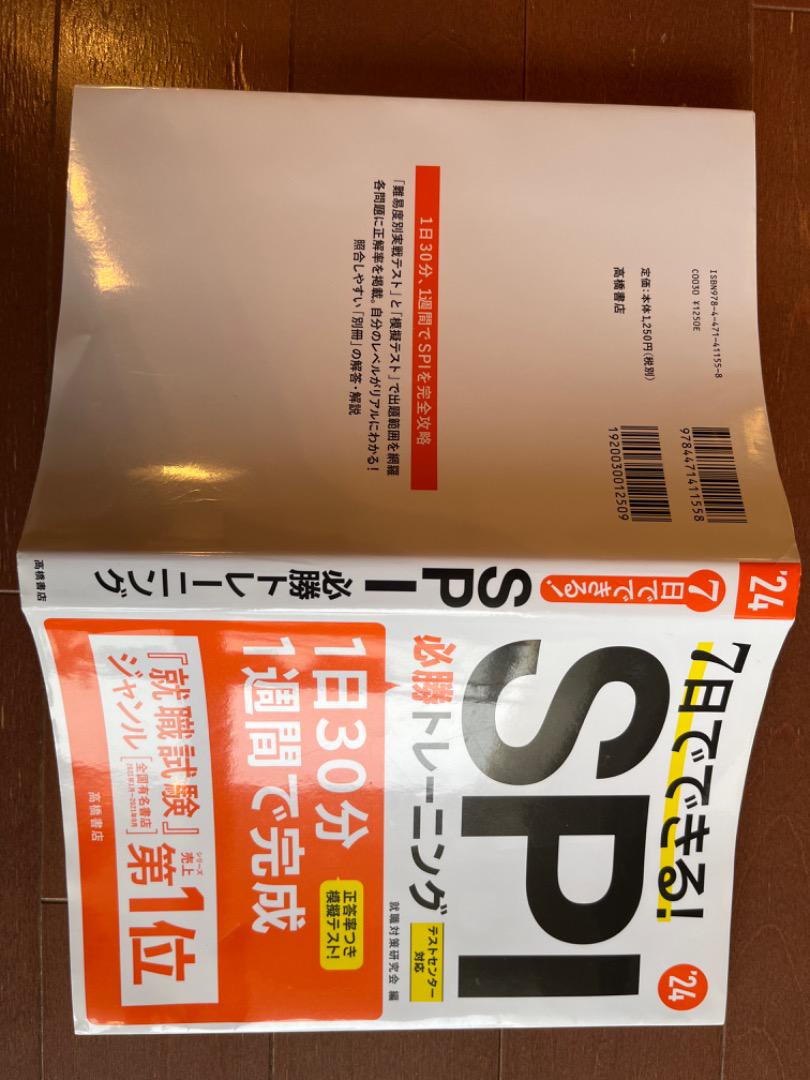 7日でできる!
'24
SPI
テストセンター
対応
必勝トレーニング
就職対策研究会 編
1日30分
1週間で完成
正答率つき
模擬テスト!
『就職試験』
ジャンル
全国有名書店
シリーズ
売上
第1位
高橋書店
'24
7日でできる!
SPI
必勝トレーニング
高橋書店
ISBN978-4-471-41155-8
C0030 ¥1250E
定価:本体1,250円(税別)
高橋書店
9784471411558
1920030012509
1日30分、1週間でSPIを完全攻略
「難易度別実戦テスト」と「模擬テスト」で出題範囲を網羅
各問題に正解率を掲載。自分のレベルがリアルにわかる!
照合しやすい「別冊」の解答・解説